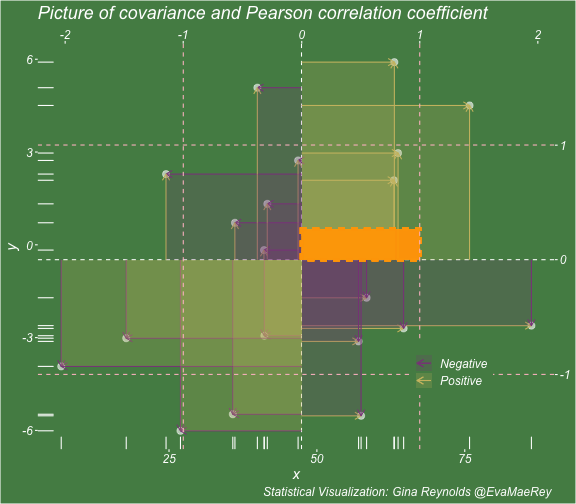 Picture of covariance and Pearson correlation coefficient
-2 -1 0 1 2
6
3
0
-3
-6
y
1
0
-1
Negative
Positive
25 50 75
x
Statistical Visualization: Gina Reynolds @EvaMaeRey